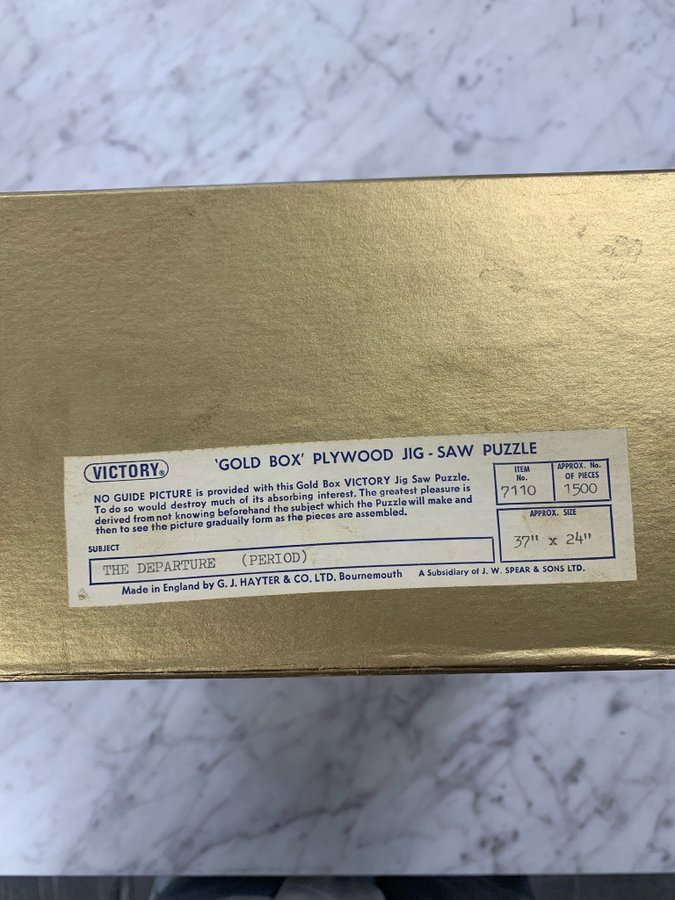 VICTORY®
'GOLD BOX' PLYWOOD JIG-SAW PUZZLE
NO GUIDE PICTURE is provided with this Gold Box VICTORY Jig Saw Puzzle.
To do so would destroy much of its absorbing interest. The greatest pleasure is
derived from not knowing beforehand the subject which the Puzzle will make and
then to see the picture gradually form as the pieces are assembled.
ITEM
No.
7110
APPROX. No.
OF PIECES
1500
APPROX. SIZE
37" x 24"
SUBJECT
THE DEPARTURE (PERIOD)
Made in England by G. J. HAYTER & CO. LTD. Bournemouth A Subsidiary of J. W. SPEAR & SONS LTD.